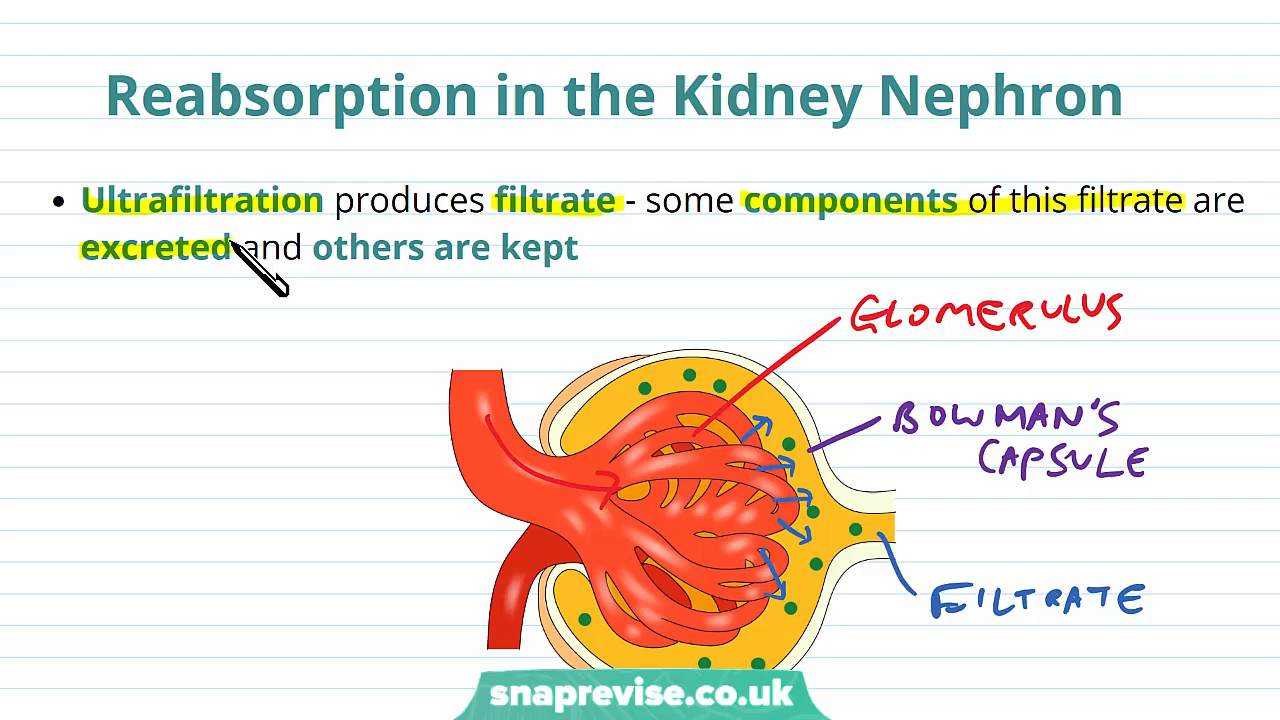 Reabsorption in the Kidney Nephron
• Ultrafiltration produces filtrate - some components of this filtrate are
excreted and others are kept
GLOMERULUS
BOWMAN'S
CAPSULE
FILTRATE
snaprevise.co.uk